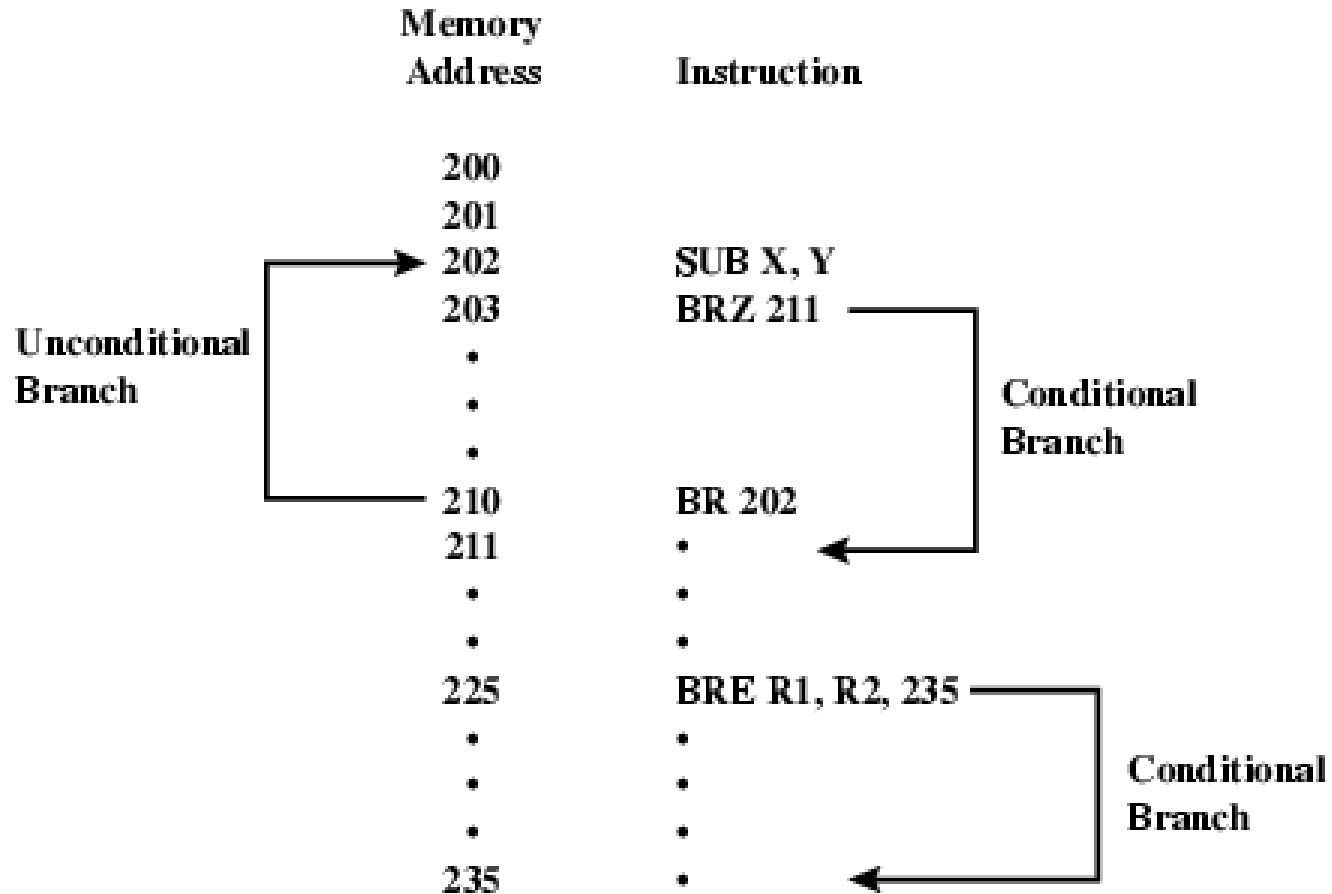 Memory
Address Instruction
200
201
202 SUB X, Y
203 BRZ 211
Unconditional
Branch
•
•
•
Conditional
Branch
210 BR 202
211 •
• •
• •
225 BRE R1, R2, 235
• •
• •
• •
Conditional
Branch
235 •